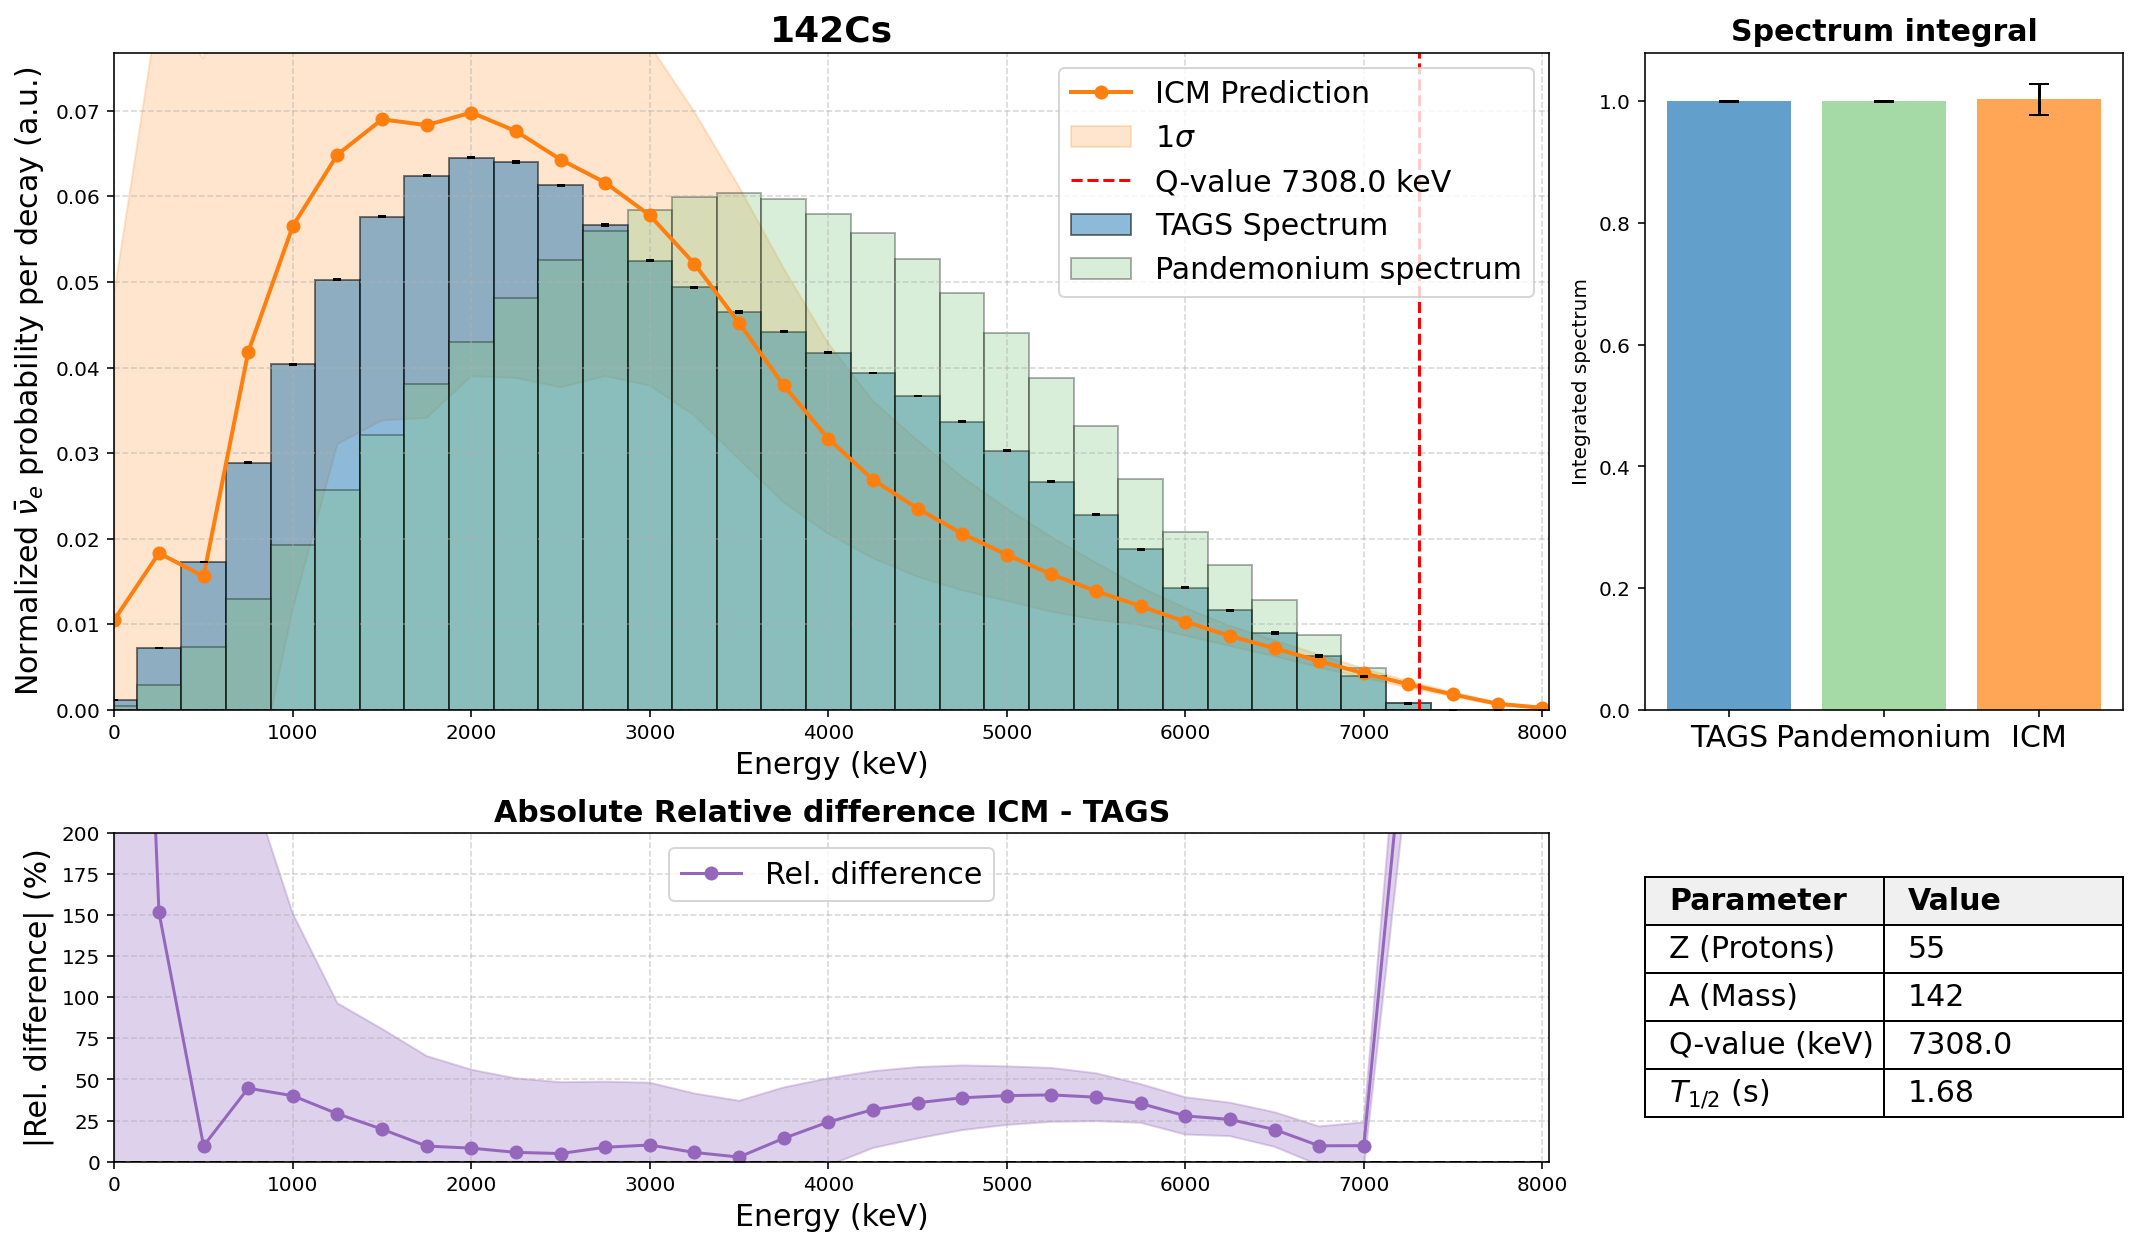 142Cs
Normalized ν̄ₑ probability per decay (a.u.)
0.07
0.06
0.05
0.04
0.03
0.02
0.01
0.00
0 1000 2000 3000 4000 5000 6000 7000 8000
Energy (keV)
ICM Prediction
1σ
Q-value 7308.0 keV
TAGS Spectrum
Pandemonium spectrum
Spectrum integral
Integrated spectrum
1.0
0.8
0.6
0.4
0.2
0.0
TAGS Pandemonium ICM
Absolute Relative difference ICM - TAGS
|Rel. difference| (%)
200
175
150
125
100
75
50
25
0
Rel. difference
0 1000 2000 3000 4000 5000 6000 7000 8000
Energy (keV)
Parameter Value
Z (Protons) 55
A (Mass) 142
Q-value (keV) 7308.0
T₁/₂ (s) 1.68